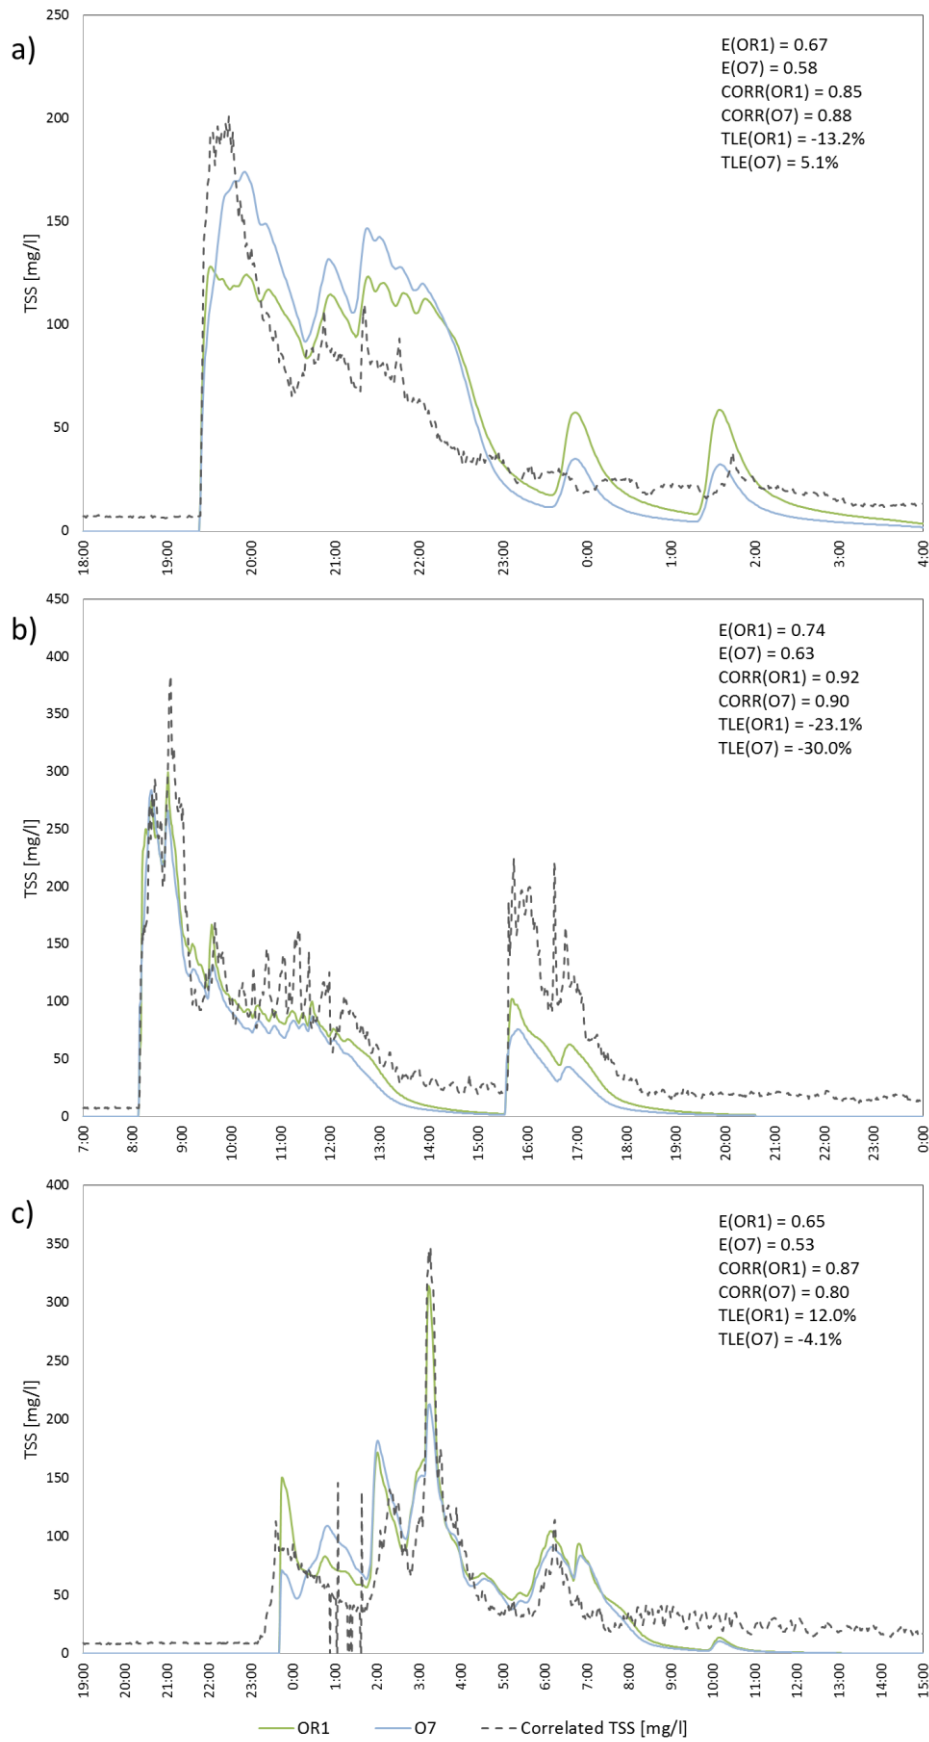 a)
250
200
150
100
50
0
TSS [mg/l]
E(OR1) = 0.67
E(O7) = 0.58
CORR(OR1) = 0.85
CORR(O7) = 0.88
TLE(OR1) = -13.2%
TLE(O7) = 5.1%
18:00 19:00 20:00 21:00 22:00 23:00 0:00 1:00 2:00 3:00 4:00
b)
450
400
350
300
250
200
150
100
50
0
TSS [mg/l]
E(OR1) = 0.74
E(O7) = 0.63
CORR(OR1) = 0.92
CORR(O7) = 0.90
TLE(OR1) = -23.1%
TLE(O7) = -30.0%
7:00 8:00 9:00 10:00 11:00 12:00 13:00 14:00 15:00 16:00 17:00 18:00 19:00 20:00 21:00 22:00 23:00 0:00
c)
400
350
300
250
200
150
100
50
0
TSS [mg/l]
E(OR1) = 0.65
E(O7) = 0.53
CORR(OR1) = 0.87
CORR(O7) = 0.80
TLE(OR1) = 12.0%
TLE(O7) = -4.1%
19:00 20:00 21:00 22:00 23:00 0:00 1:00 2:00 3:00 4:00 5:00 6:00 7:00 8:00 9:00 10:00 11:00 12:00 13:00 14:00 15:00
OR1 O7 Correlated TSS [mg/l]